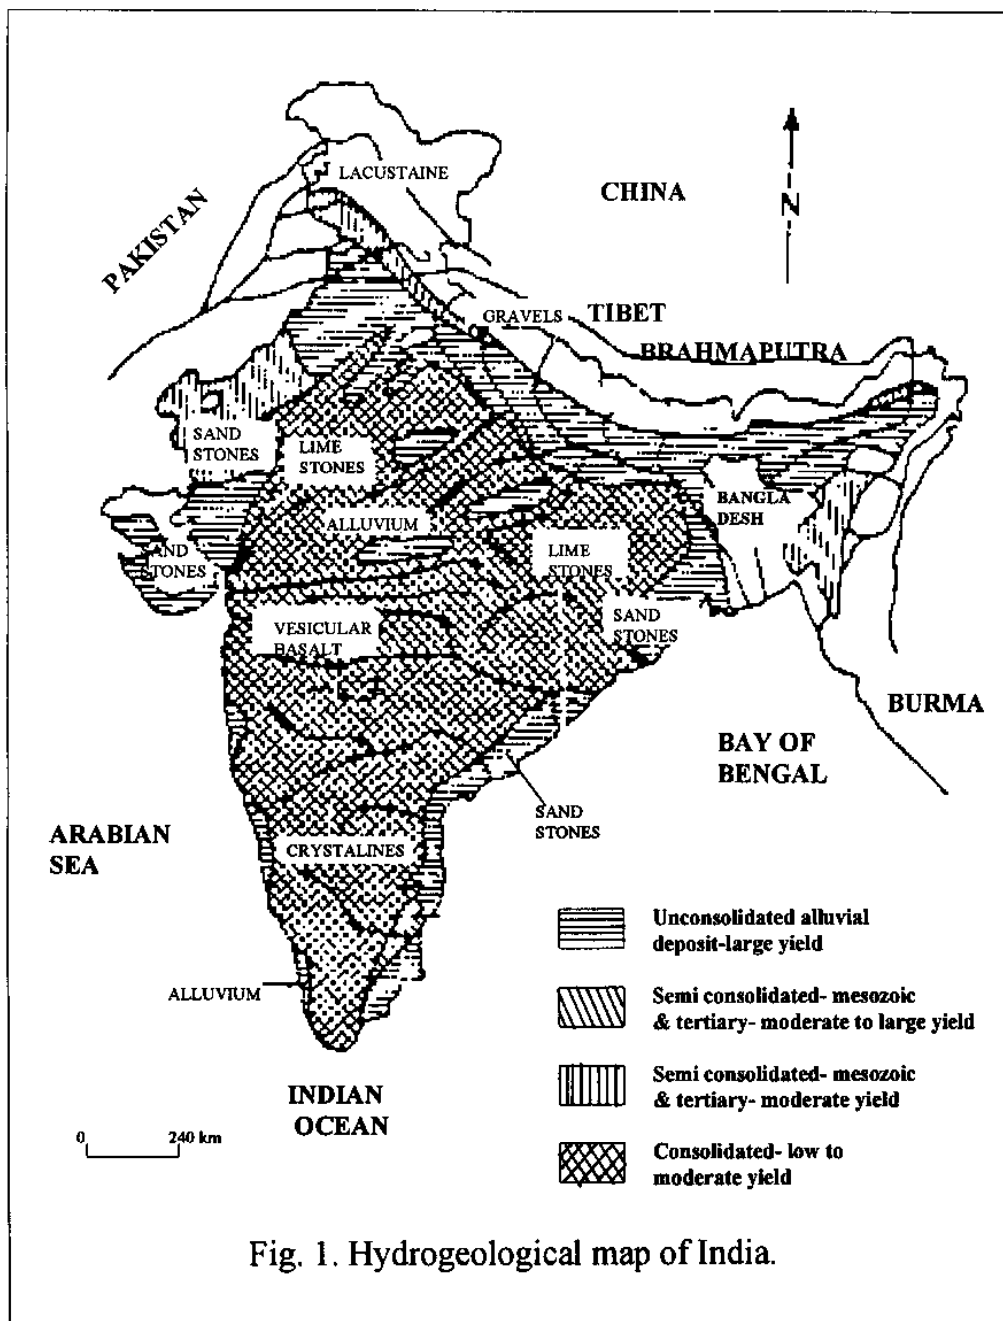 LACUSTAINE
CHINA
N
PAKISTAN
GRAVELS
TIBET
BRAHMAPUTRA
SAND
STONES
LIME
STONES
BANGLA
DESH
ALLUVIUM
SAND
STONES
LIME
STONES
SAND
STONES
VESICULAR
BASALT
BURMA
BAY OF
BENGAL
SAND
STONES
ARABIAN
SEA
CRYSTALINES
ALLUVIUM
INDIAN
OCEAN
0 240 km
Unconsolidated alluvial
deposit-large yield
Semi consolidated- mesozoic
& tertiary- moderate to large yield
Semi consolidated- mesozoic
& tertiary- moderate yield
Consolidated- low to
moderate yield
Fig. 1. Hydrogeological map of India.